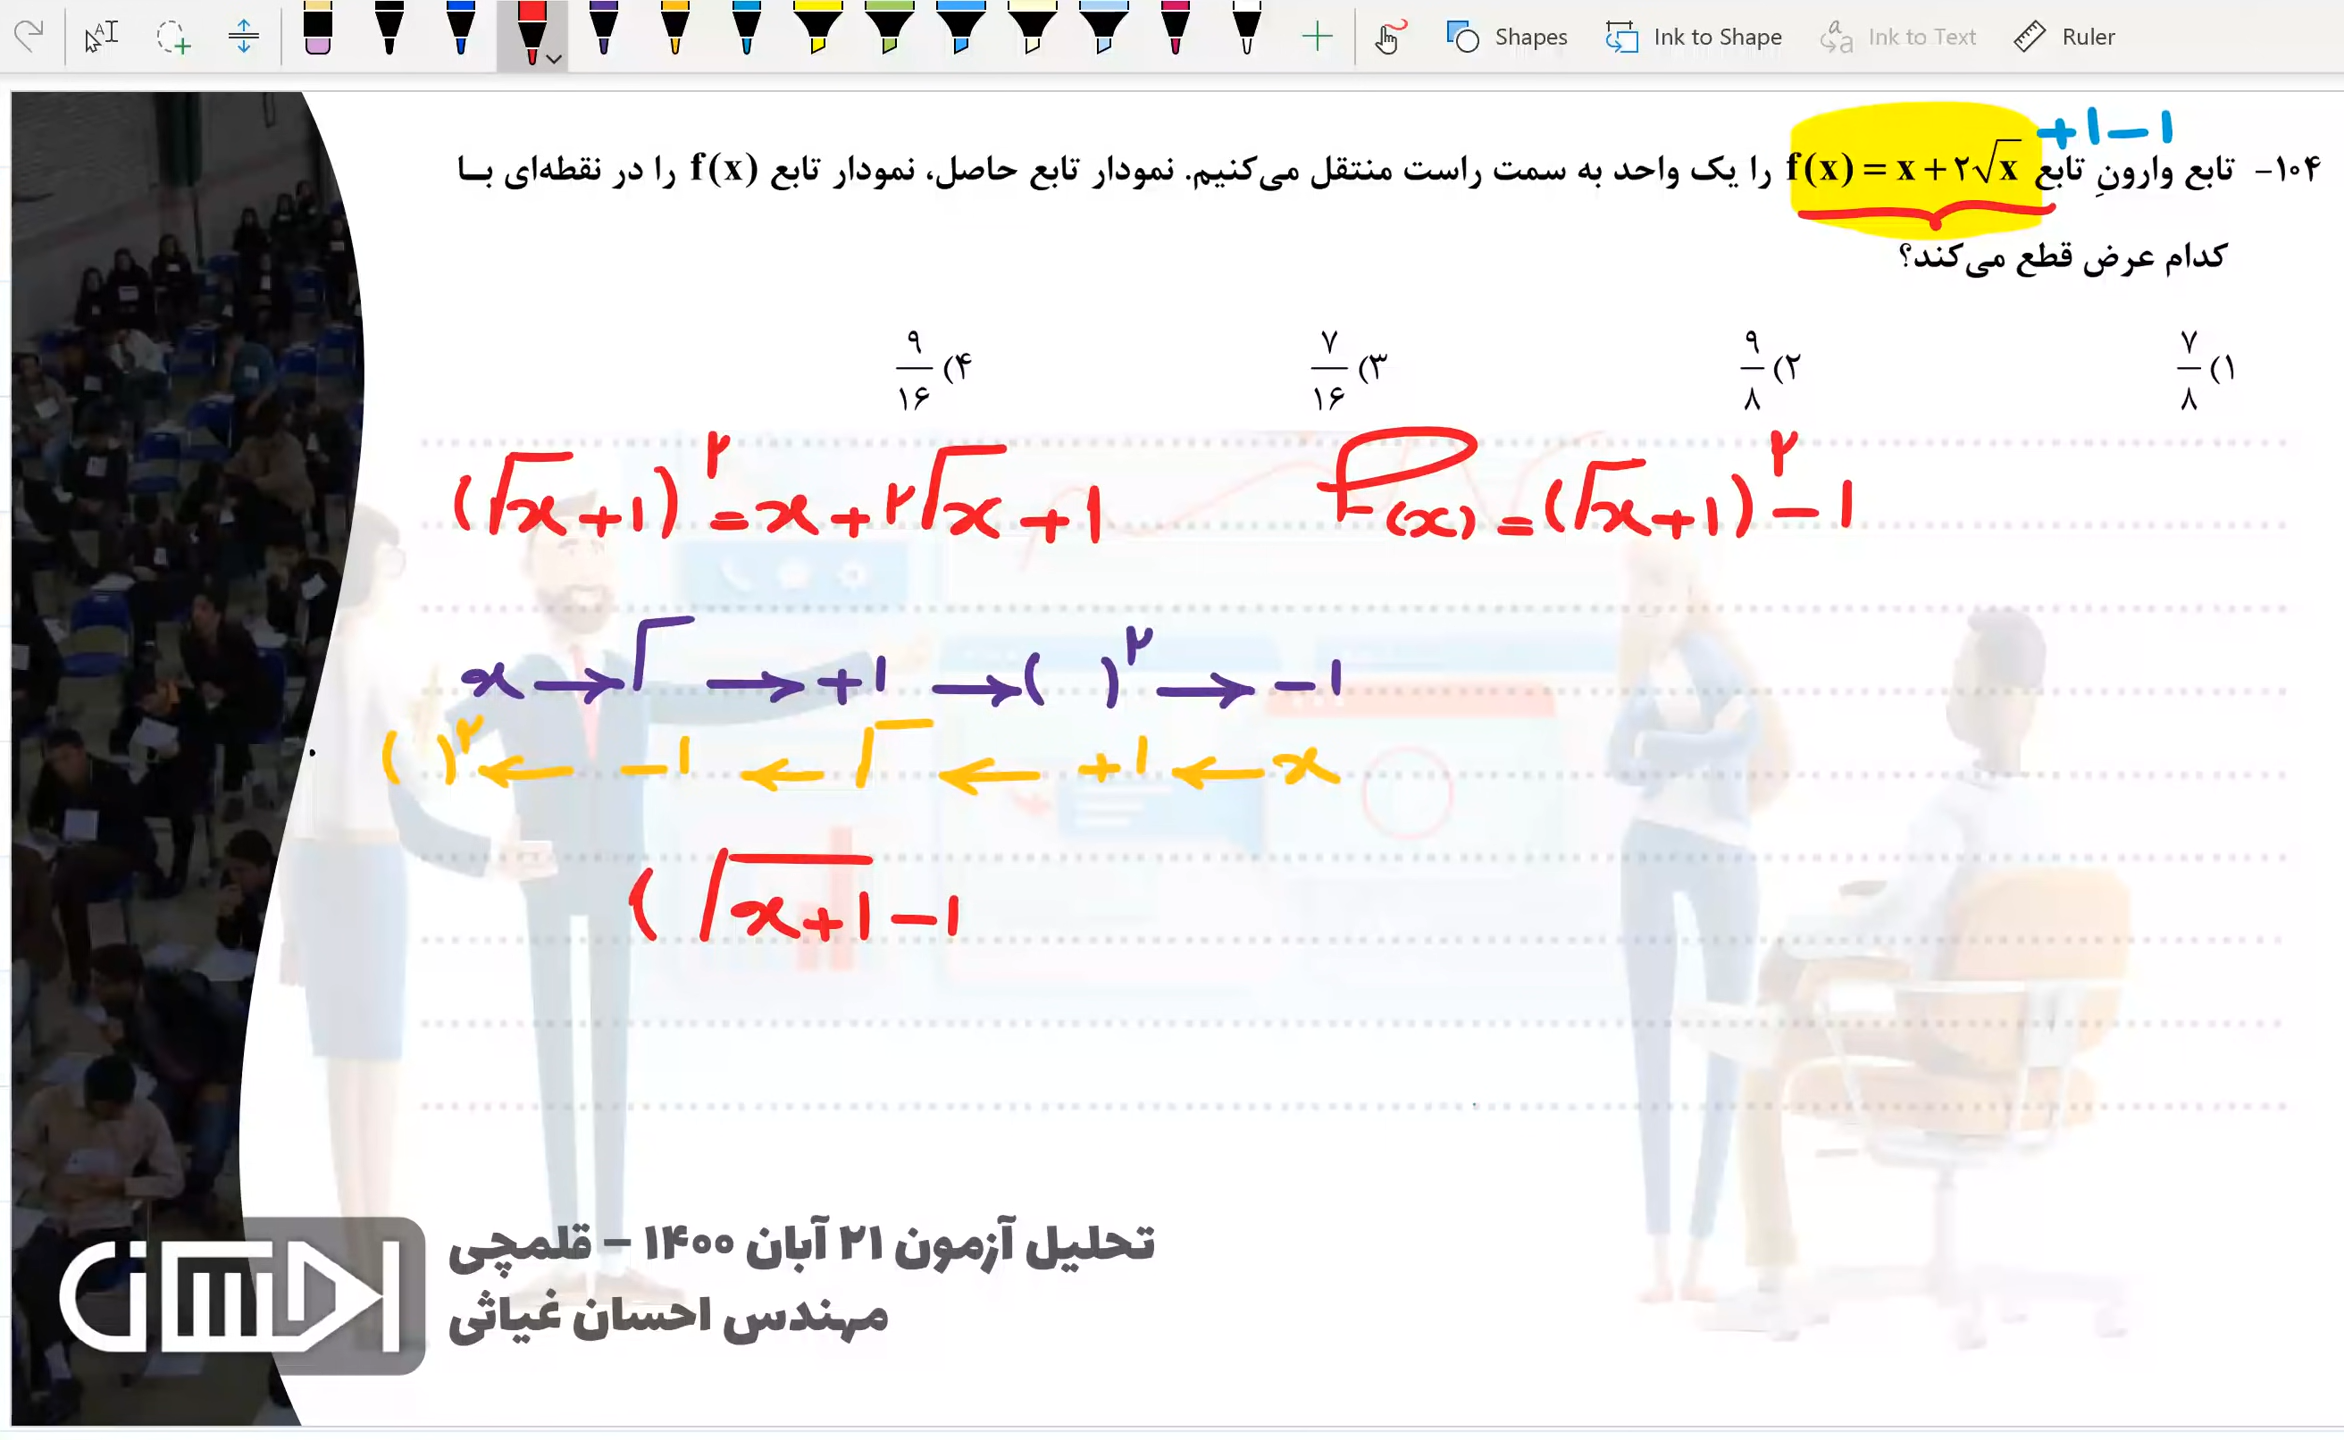 Shapes Ink to Shape Ink to Text Ruler
+۱−۱
۱۰۴- تابع وارونِ تابع f(x) = x + ۲√x را یک واحد به سمت راست منتقل می‌کنیم. نمودار تابع حاصل، نمودار تابع f(x) را در نقطه‌ای بـا
کدام عرض قطع می‌کند؟
۱) ۷/۸ ۲) ۹/۸ ۳) ۷/۱۶ ۴) ۹/۱۶
(√x+۱)^۲ = x+۲√x+۱ f(x) = (√x+۱)^۲ −۱
x → √ → +۱ → ( )^۲ → −۱
( )^۲ ← −۱ ← √ ← +۱ ← x
( √x+۱ −۱
تحلیل آزمون ۲۱ آبان ۱۴۰۰ – قلمچی
مهندس احسان غیاثی